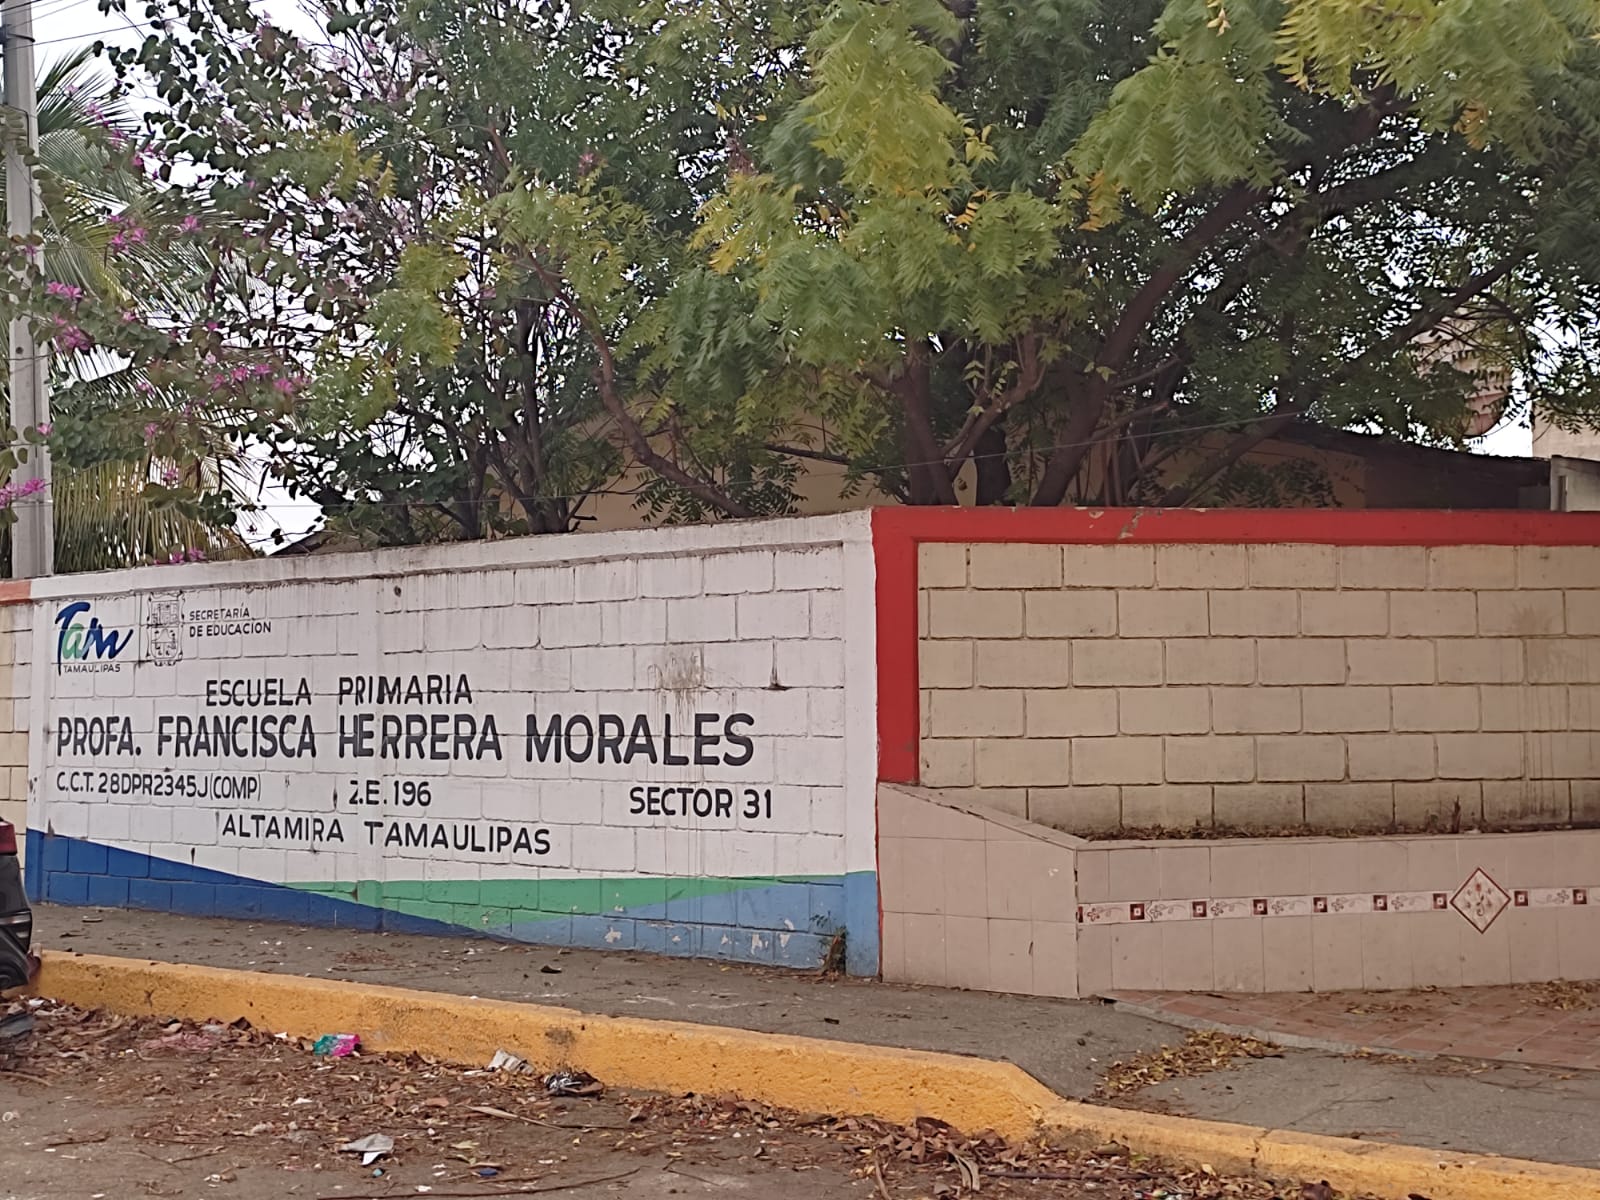 Tam
TAMAULIPAS
SECRETARÍA
DE EDUCACIÓN
ESCUELA PRIMARIA
PROFA. FRANCISCA HERRERA MORALES
C.C.T. 28DPR2345J(COMP) Z.E. 196 SECTOR 31
ALTAMIRA TAMAULIPAS